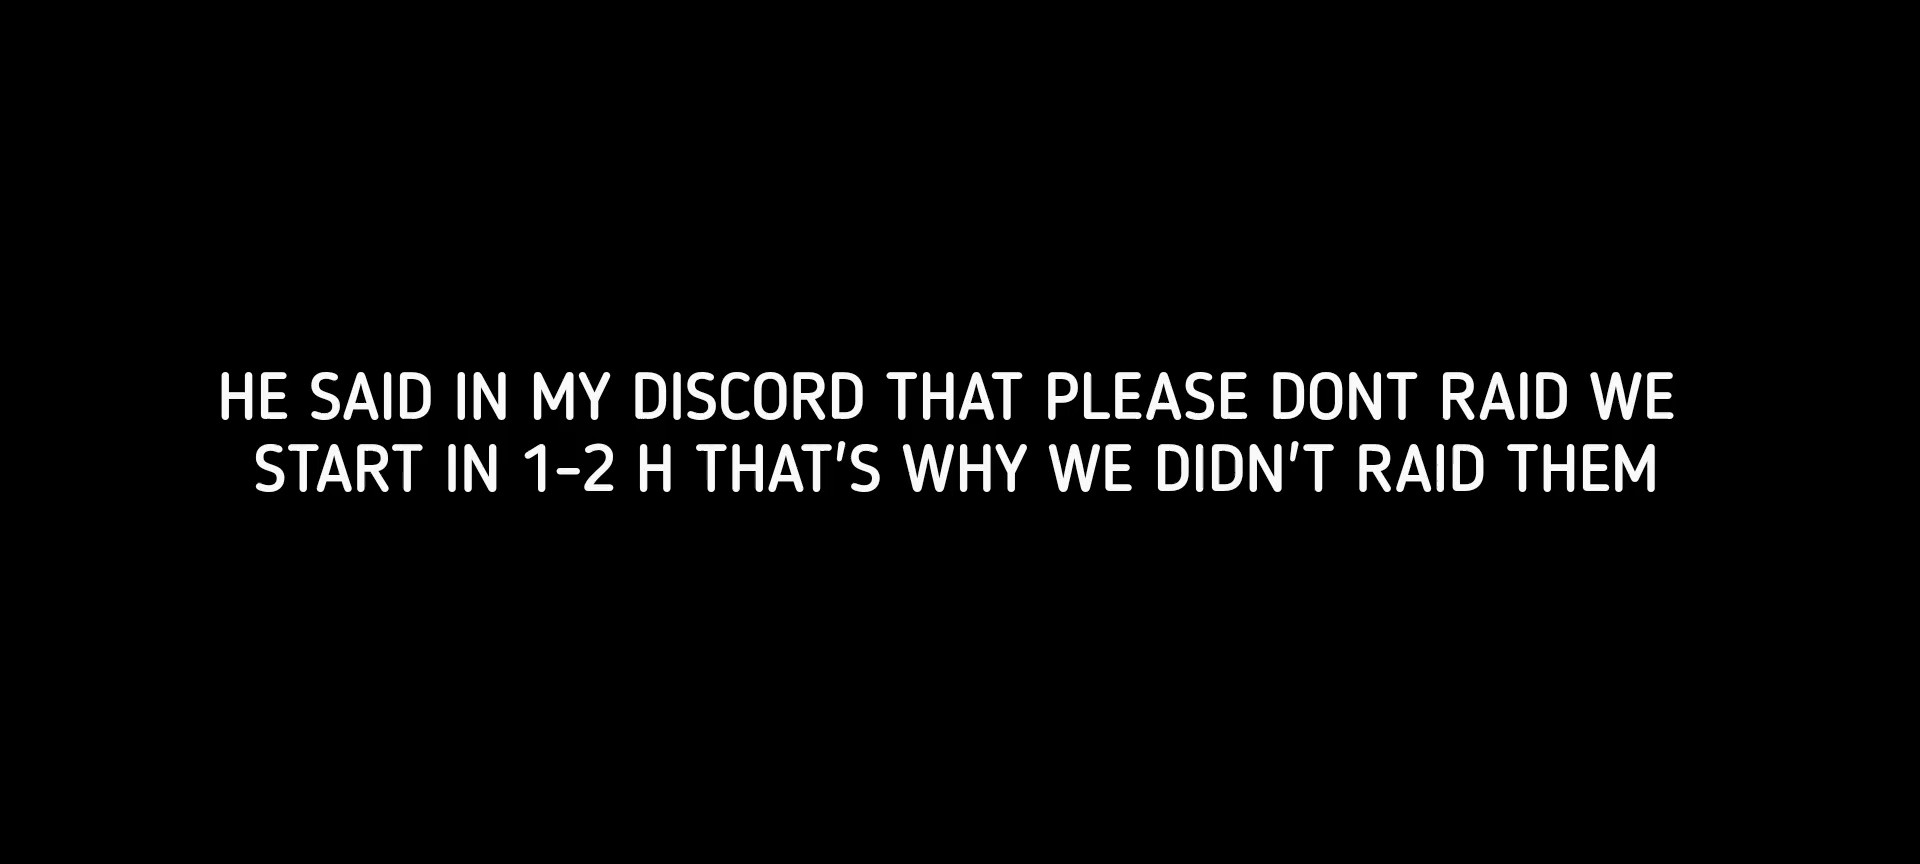 HE SAID IN MY DISCORD THAT PLEASE DONT RAID WE
START IN 1-2 H THAT'S WHY WE DIDN'T RAID THEM